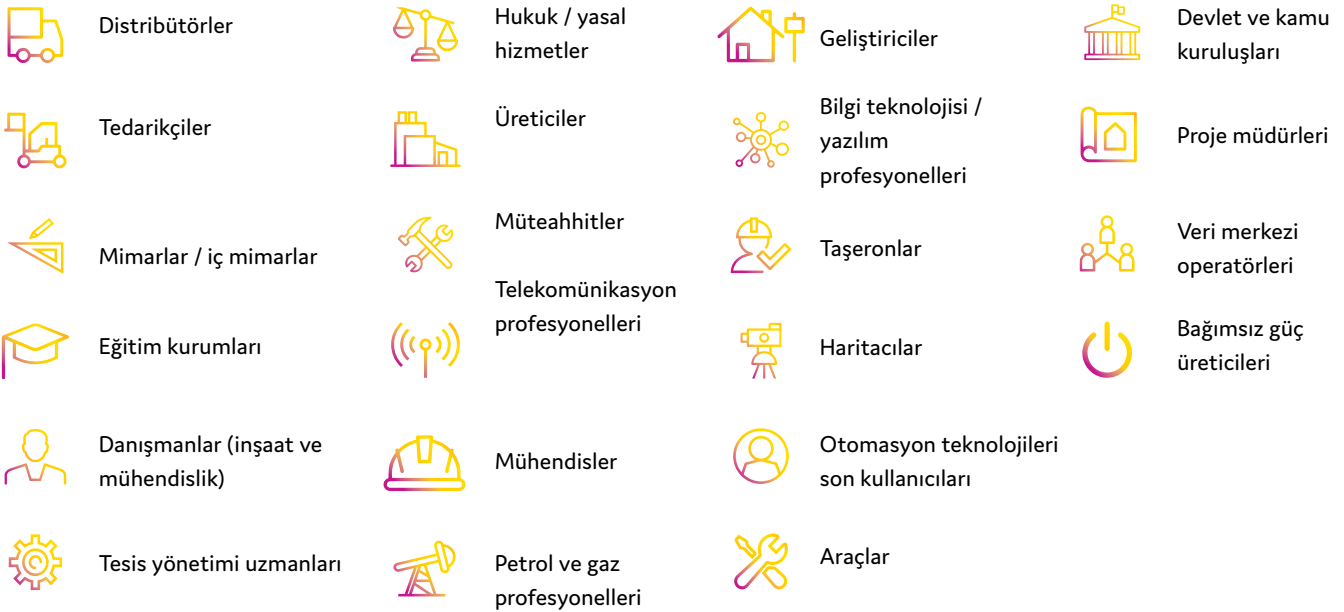 Distribütörler
Tedarikçiler
Mimarlar / iç mimarlar
Eğitim kurumları
Danışmanlar (inşaat ve
mühendislik)
Tesis yönetimi uzmanları
Hukuk / yasal
hizmetler
Üreticiler
Müteahhitler
Telekomünikasyon
profesyonelleri
Mühendisler
Petrol ve gaz
profesyonelleri
Geliştiriciler
Bilgi teknolojisi /
yazılım
profesyonelleri
Taşeronlar
Haritacılar
Otomasyon teknolojileri
son kullanıcıları
Araçlar
Devlet ve kamu
kuruluşları
Proje müdürleri
Veri merkezi
operatörleri
Bağımsız güç
üreticileri